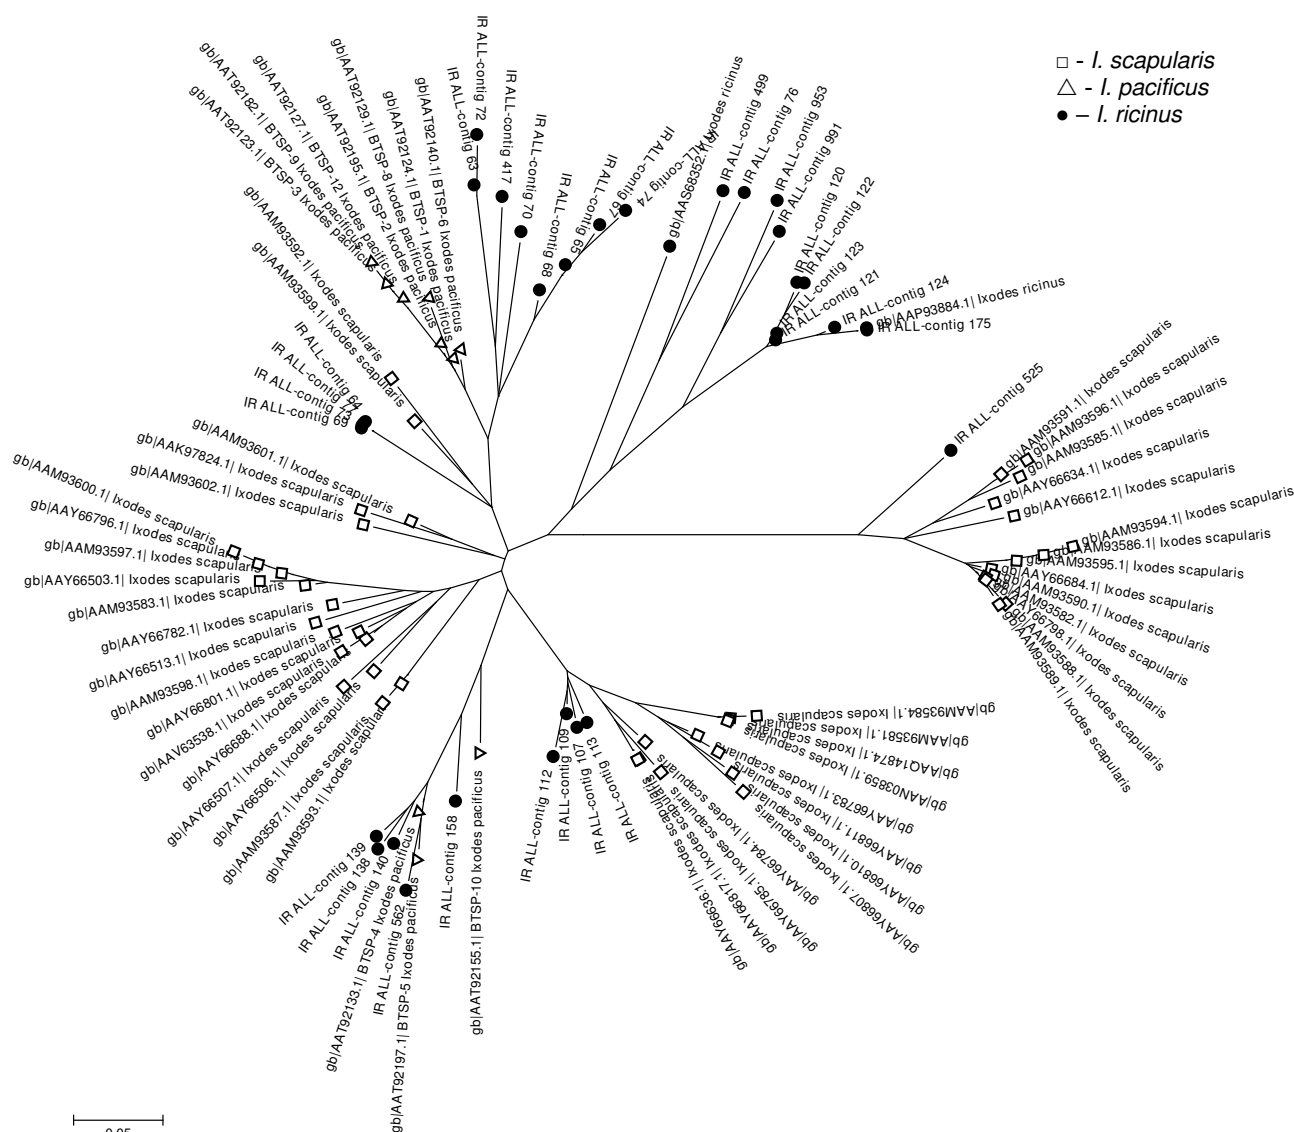 □ - I. scapularis
△ - I. pacificus
● – I. ricinus
IR ALL-contig 72
IR ALL-contig 63
IR ALL-contig 417
IR ALL-contig 70
IR ALL-contig 68
IR ALL-contig 65
IR ALL-contig 67
IR ALL-contig 74
gb|AAS68352.1| Ixodes ricinus
IR ALL-contig 499
IR ALL-contig 76
IR ALL-contig 953
IR ALL-contig 991
IR ALL-contig 120
IR ALL-contig 122
IR ALL-contig 123
IR ALL-contig 121
IR ALL-contig 124
gb|AAP93884.1| Ixodes ricinus
IR ALL-contig 175
IR ALL-contig 525
gb|AAM93591.1| Ixodes scapularis
gb|AAM93596.1| Ixodes scapularis
gb|AAM93585.1| Ixodes scapularis
gb|AAY66634.1| Ixodes scapularis
gb|AAY66612.1| Ixodes scapularis
gb|AAM93594.1| Ixodes scapularis
gb|AAM93586.1| Ixodes scapularis
gb|AAM93595.1| Ixodes scapularis
gb|AAY66684.1| Ixodes scapularis
gb|AAM93590.1| Ixodes scapularis
gb|AAM93582.1| Ixodes scapularis
gb|AAY66798.1| Ixodes scapularis
gb|AAM93588.1| Ixodes scapularis
gb|AAM93589.1| Ixodes scapularis
gb|AAM93584.1| Ixodes scapularis
gb|AAM93581.1| Ixodes scapularis
gb|AAQ14874.1| Ixodes scapularis
gb|AAN03859.1| Ixodes scapularis
gb|AAY66783.1| Ixodes scapularis
gb|AAY66811.1| Ixodes scapularis
gb|AAY66810.1| Ixodes scapularis
gb|AAY66807.1| Ixodes scapularis
gb|AAY66784.1| Ixodes scapularis
gb|AAY66785.1| Ixodes scapularis
gb|AAY66817.1| Ixodes scapularis
gb|AAY66636.1| Ixodes scapularis
IR ALL-contig 113
IR ALL-contig 107
IR ALL-contig 109
IR ALL-contig 112
gb|AAT92155.1| BTSP-10 Ixodes pacificus
IR ALL-contig 158
gb|AAT92197.1| BTSP-5 Ixodes pacificus
IR ALL-contig 562
gb|AAT92133.1| BTSP-4 Ixodes pacificus
IR ALL-contig 140
IR ALL-contig 138
IR ALL-contig 139
gb|AAM93593.1| Ixodes scapularis
gb|AAM93587.1| Ixodes scapularis
gb|AAY66506.1| Ixodes scapularis
gb|AAY66507.1| Ixodes scapularis
gb|AAY66688.1| Ixodes scapularis
gb|AAV63538.1| Ixodes scapularis
gb|AAY66801.1| Ixodes scapularis
gb|AAM93598.1| Ixodes scapularis
gb|AAY66513.1| Ixodes scapularis
gb|AAY66782.1| Ixodes scapularis
gb|AAM93583.1| Ixodes scapularis
gb|AAY66503.1| Ixodes scapularis
gb|AAM93597.1| Ixodes scapularis
gb|AAY66796.1| Ixodes scapularis
gb|AAM93600.1| Ixodes scapularis
gb|AAM93602.1| Ixodes scapularis
gb|AAK97824.1| Ixodes scapularis
gb|AAM93601.1| Ixodes scapularis
IR ALL-contig 69
IR ALL-contig 73
IR ALL-contig
IR ALL-contig 64
gb|AAM93599.1| Ixodes scapularis
gb|AAM93592.1| Ixodes scapularis
gb|AAT92123.1| BTSP-3 Ixodes pacificus
gb|AAT92182.1| BTSP-9 Ixodes pacificus
gb|AAT92127.1| BTSP-12 Ixodes pacificus
gb|AAT92195.1| BTSP-2 Ixodes pacificus
gb|AAT92129.1| BTSP-8 Ixodes pacificus
gb|AAT92124.1| BTSP-1 Ixodes pacificus
gb|AAT92140.1| BTSP-6 Ixodes pacificus